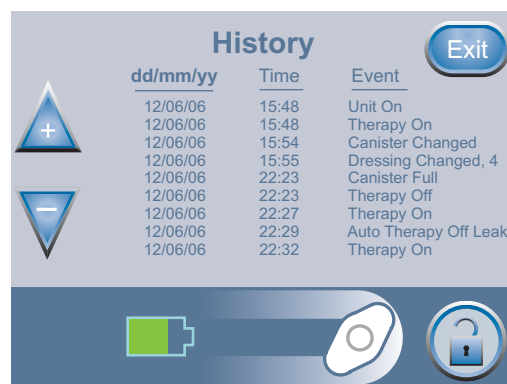 History
Exit
dd/mm/yy Time Event
12/06/06 15:48 Unit On
12/06/06 15:48 Therapy On
12/06/06 15:54 Canister Changed
12/06/06 15:55 Dressing Changed, 4
12/06/06 22:23 Canister Full
12/06/06 22:23 Therapy Off
12/06/06 22:27 Therapy On
12/06/06 22:29 Auto Therapy Off Leak
12/06/06 22:32 Therapy On
+
−